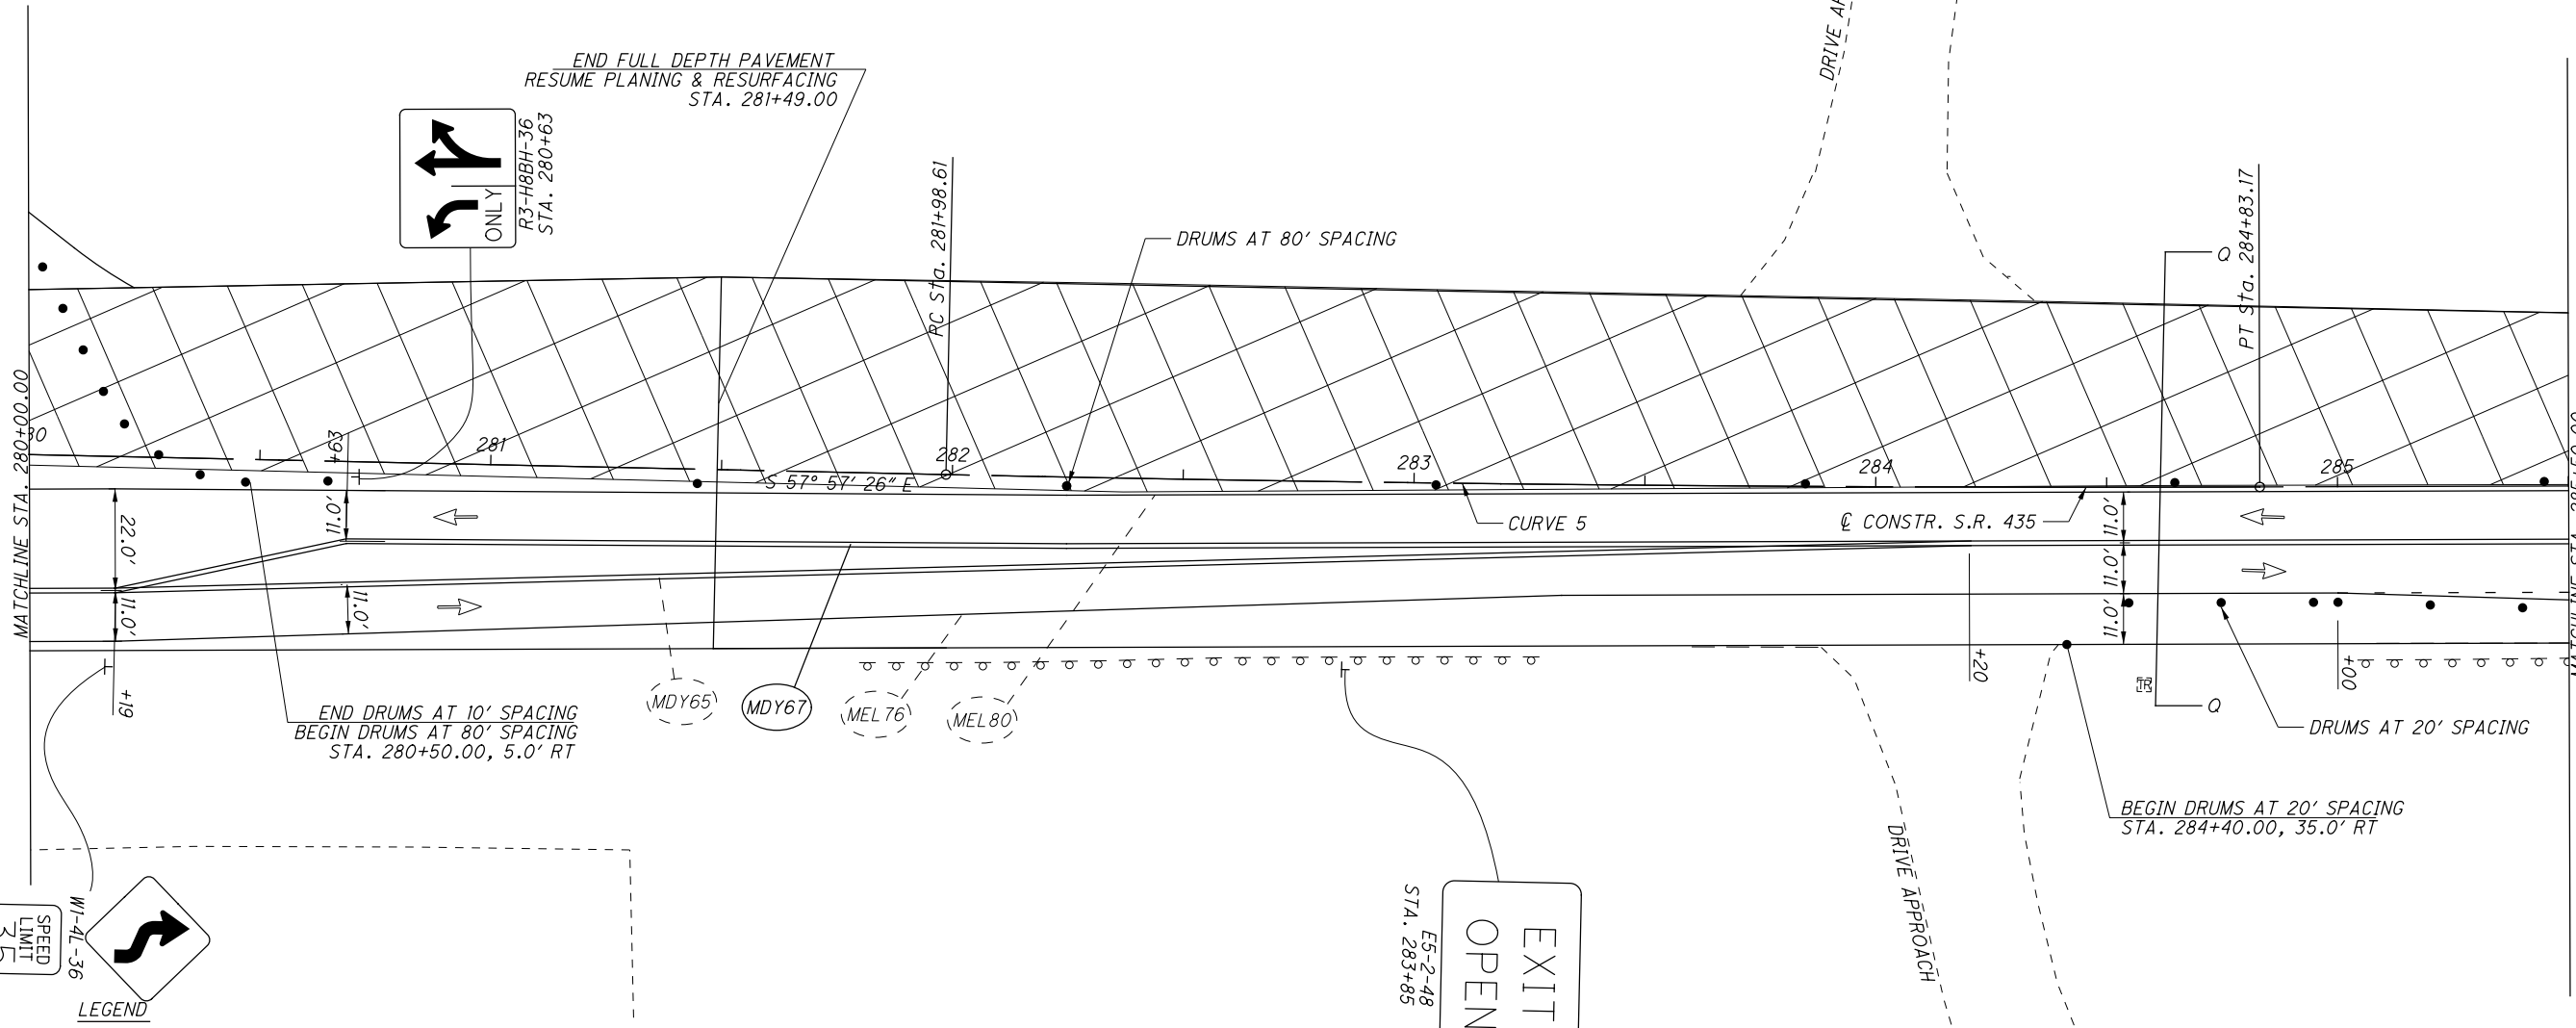 END FULL DEPTH PAVEMENT
RESUME PLANING & RESURFACING
STA. 281+49.00
ONLY
R3-H8BH-36
STA. 280+63
PC Sta. 281+98.61
DRUMS AT 80' SPACING
DRIVE
Q
PT Sta. 284+83.17
MATCHLINE STA. 280+00.00
+63
281
282
283
284
285
S 57° 57' 26" E
CURVE 5
℄ CONSTR. S.R. 435
22.0'
11.0'
11.0'
11.0'
11.0'
11.0'
11.0'
+19
END DRUMS AT 10' SPACING
BEGIN DRUMS AT 80' SPACING
STA. 280+50.00, 5.0' RT
MDY65
MDY67
MEL76
MEL80
+20
TR
Q
+00
DRUMS AT 20' SPACING
BEGIN DRUMS AT 20' SPACING
STA. 284+40.00, 35.0' RT
DRIVE APPROACH
EXIT
OPEN
E5-2-48
STA. 283+85
W1-4L-36
SPEED
LIMIT
35
LEGEND